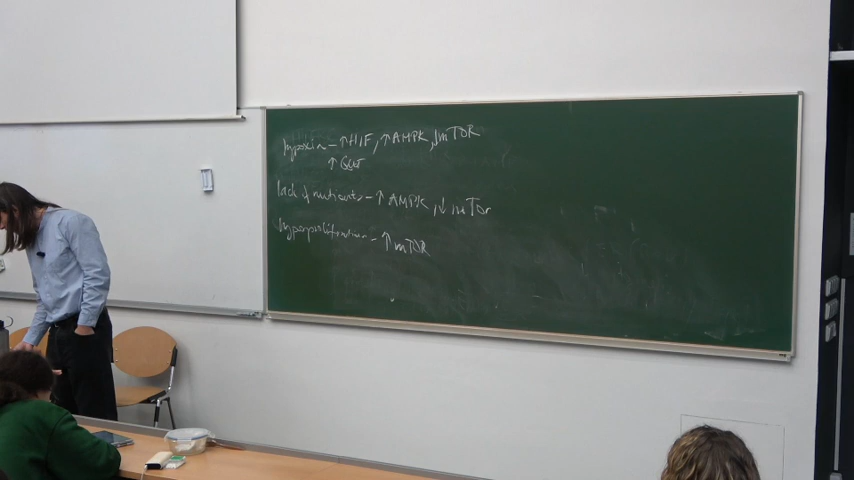 hypoxia - ↑HIF, ↑AMPK, ↓mTOR
↑ GLUT
lack of nutrients - ↑ AMPK, ↓ mTOR
hyperproliferation - ↑ mTOR